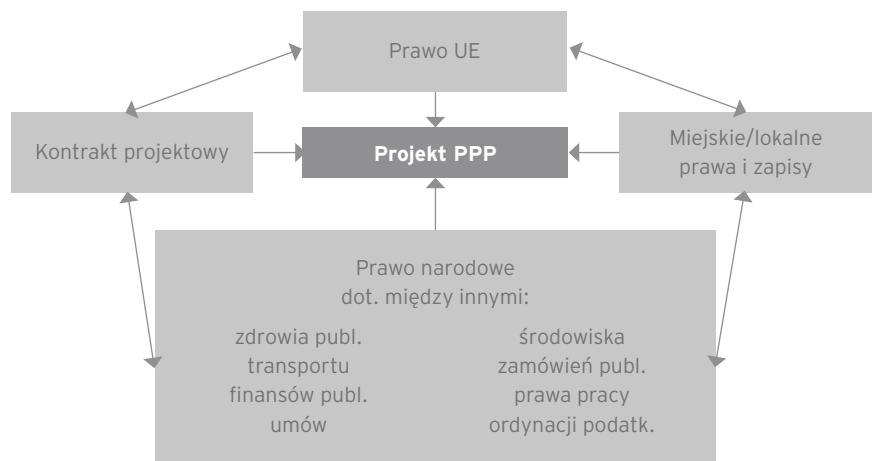 Prawo UE
Kontrakt projektowy
Projekt PPP
Miejskie/lokalne
prawa i zapisy
Prawo narodowe
dot. między innymi:
zdrowia publ.
transportu
finansów publ.
umów
środowiska
zamówień publ.
prawa pracy
ordynacji podatk.